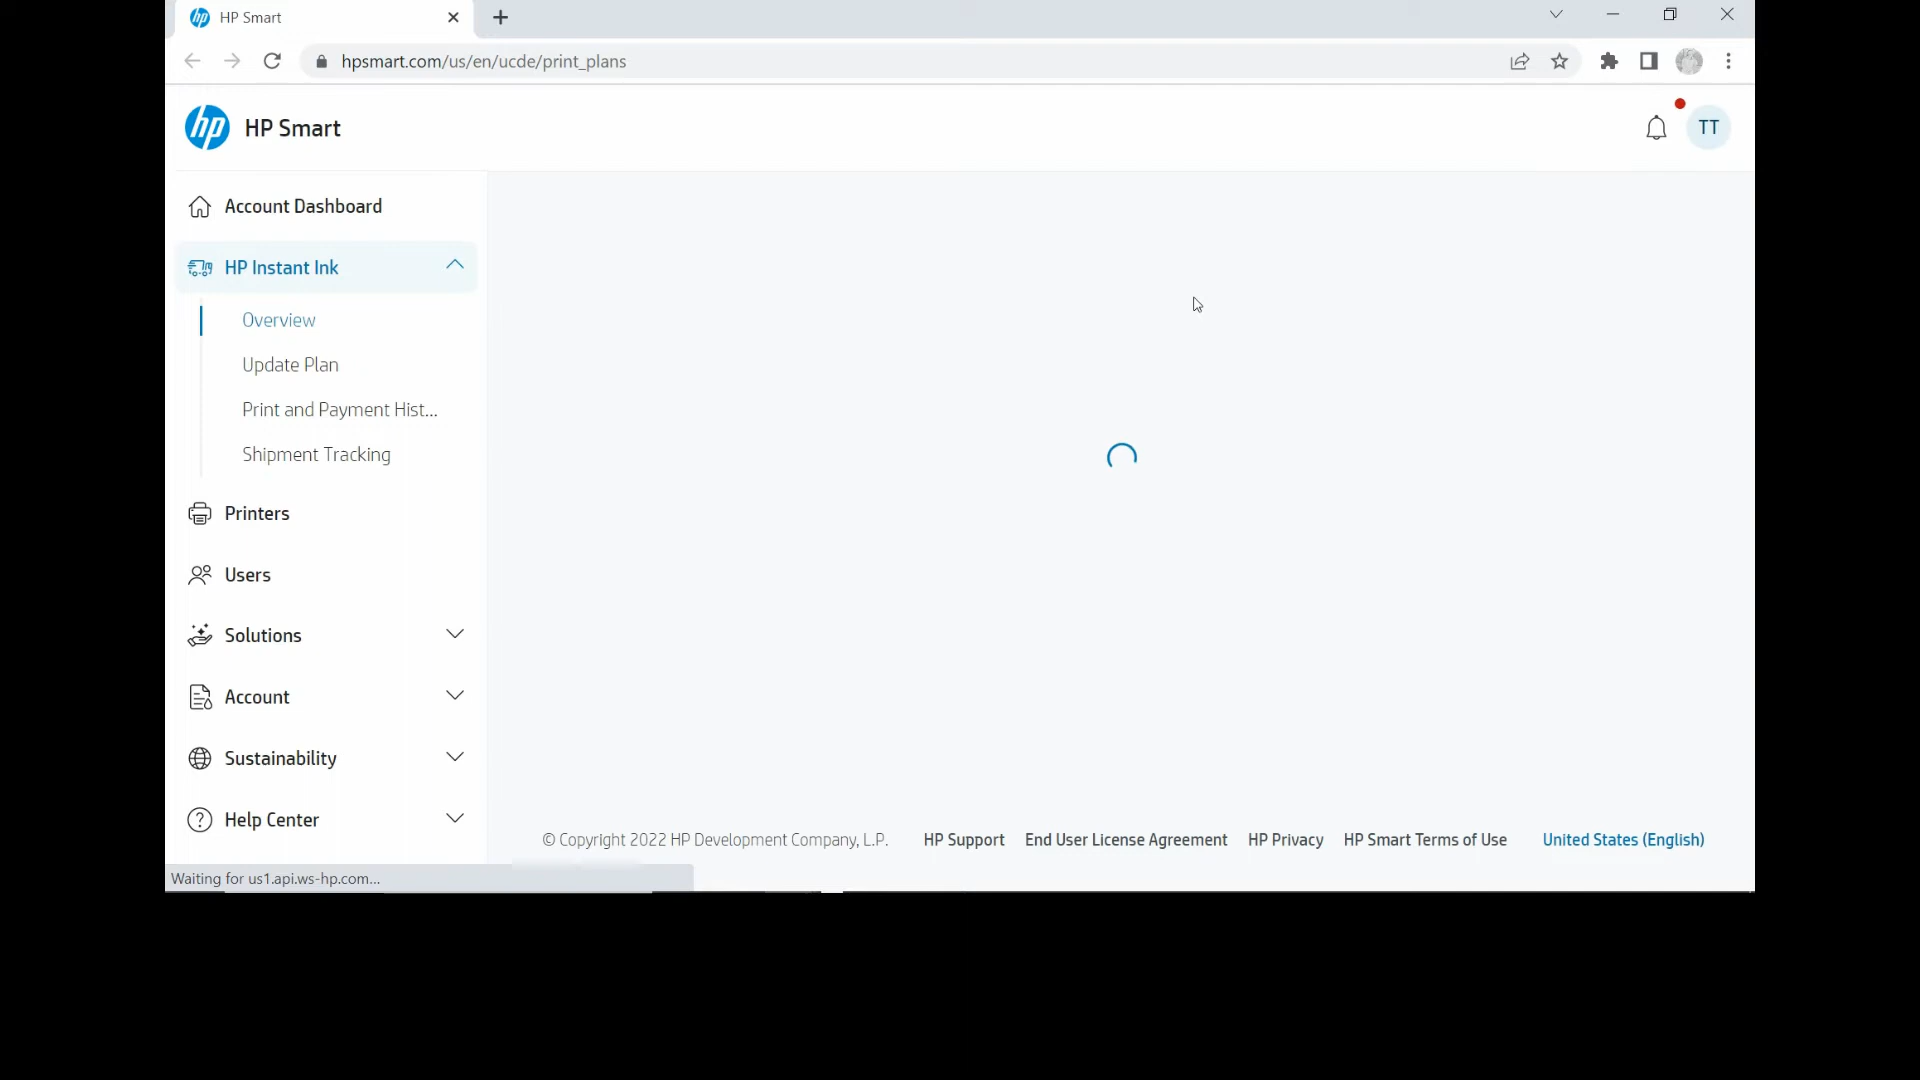 HP Smart
hpsmart.com/us/en/ucde/print_plans
hp HP Smart
TT
Account Dashboard
HP Instant Ink
Overview
Update Plan
Print and Payment Hist...
Shipment Tracking
Printers
Users
Solutions
Account
Sustainability
Help Center
© Copyright 2022 HP Development Company, L.P. HP Support End User License Agreement HP Privacy HP Smart Terms of Use United States (English)
Waiting for us1.api.ws-hp.com...